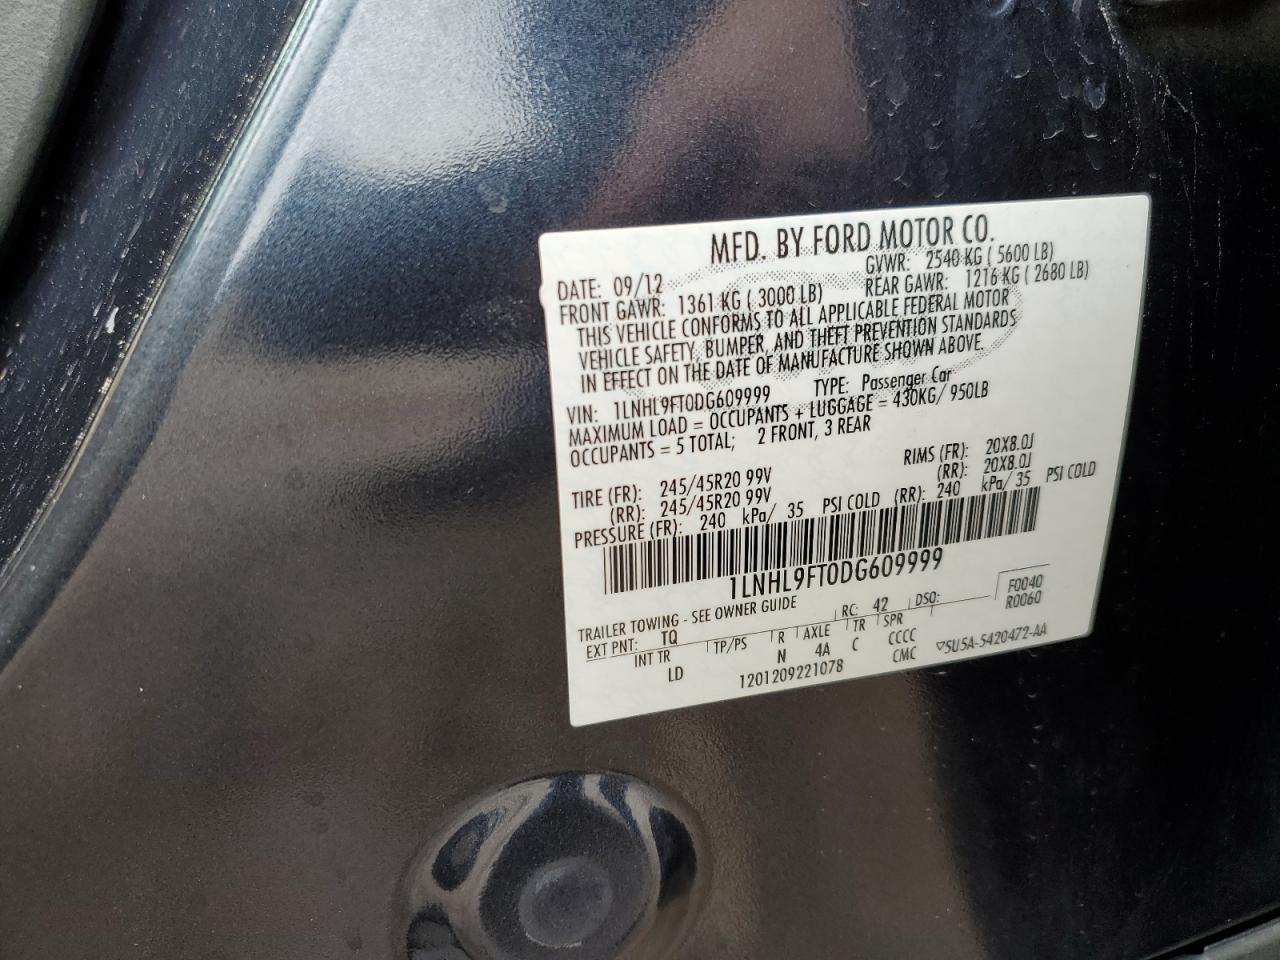 MFD. BY FORD MOTOR CO.
DATE: 09/12 GVWR: 2540 KG ( 5600 LB)
FRONT GAWR: 1361 KG ( 3000 LB) REAR GAWR: 1216 KG ( 2680 LB)
THIS VEHICLE CONFORMS TO ALL APPLICABLE FEDERAL MOTOR
VEHICLE SAFETY, BUMPER, AND THEFT PREVENTION STANDARDS
IN EFFECT ON THE DATE OF MANUFACTURE SHOWN ABOVE.
VIN: 1LNHL9FT0DG609999 TYPE: Passenger Car
MAXIMUM LOAD = OCCUPANTS + LUGGAGE = 430KG/ 950LB
OCCUPANTS = 5 TOTAL; 2 FRONT, 3 REAR
TIRE (FR): 245/45R20 99V RIMS (FR): 20X8.0J
(RR): 245/45R20 99V (RR): 20X8.0J
PRESSURE (FR): 240 kPa/ 35 PSI COLD (RR): 240 kPa/ 35 PSI COLD
1LNHL9FT0DG609999
TRAILER TOWING - SEE OWNER GUIDE F0040
EXT PNT: TQ RC: 42 DSO: R0060
INT TR TP/PS R AXLE TR SPR
LD N 4A C CCCC
1201209221078 CMC ▽5U5A-5420472-AA